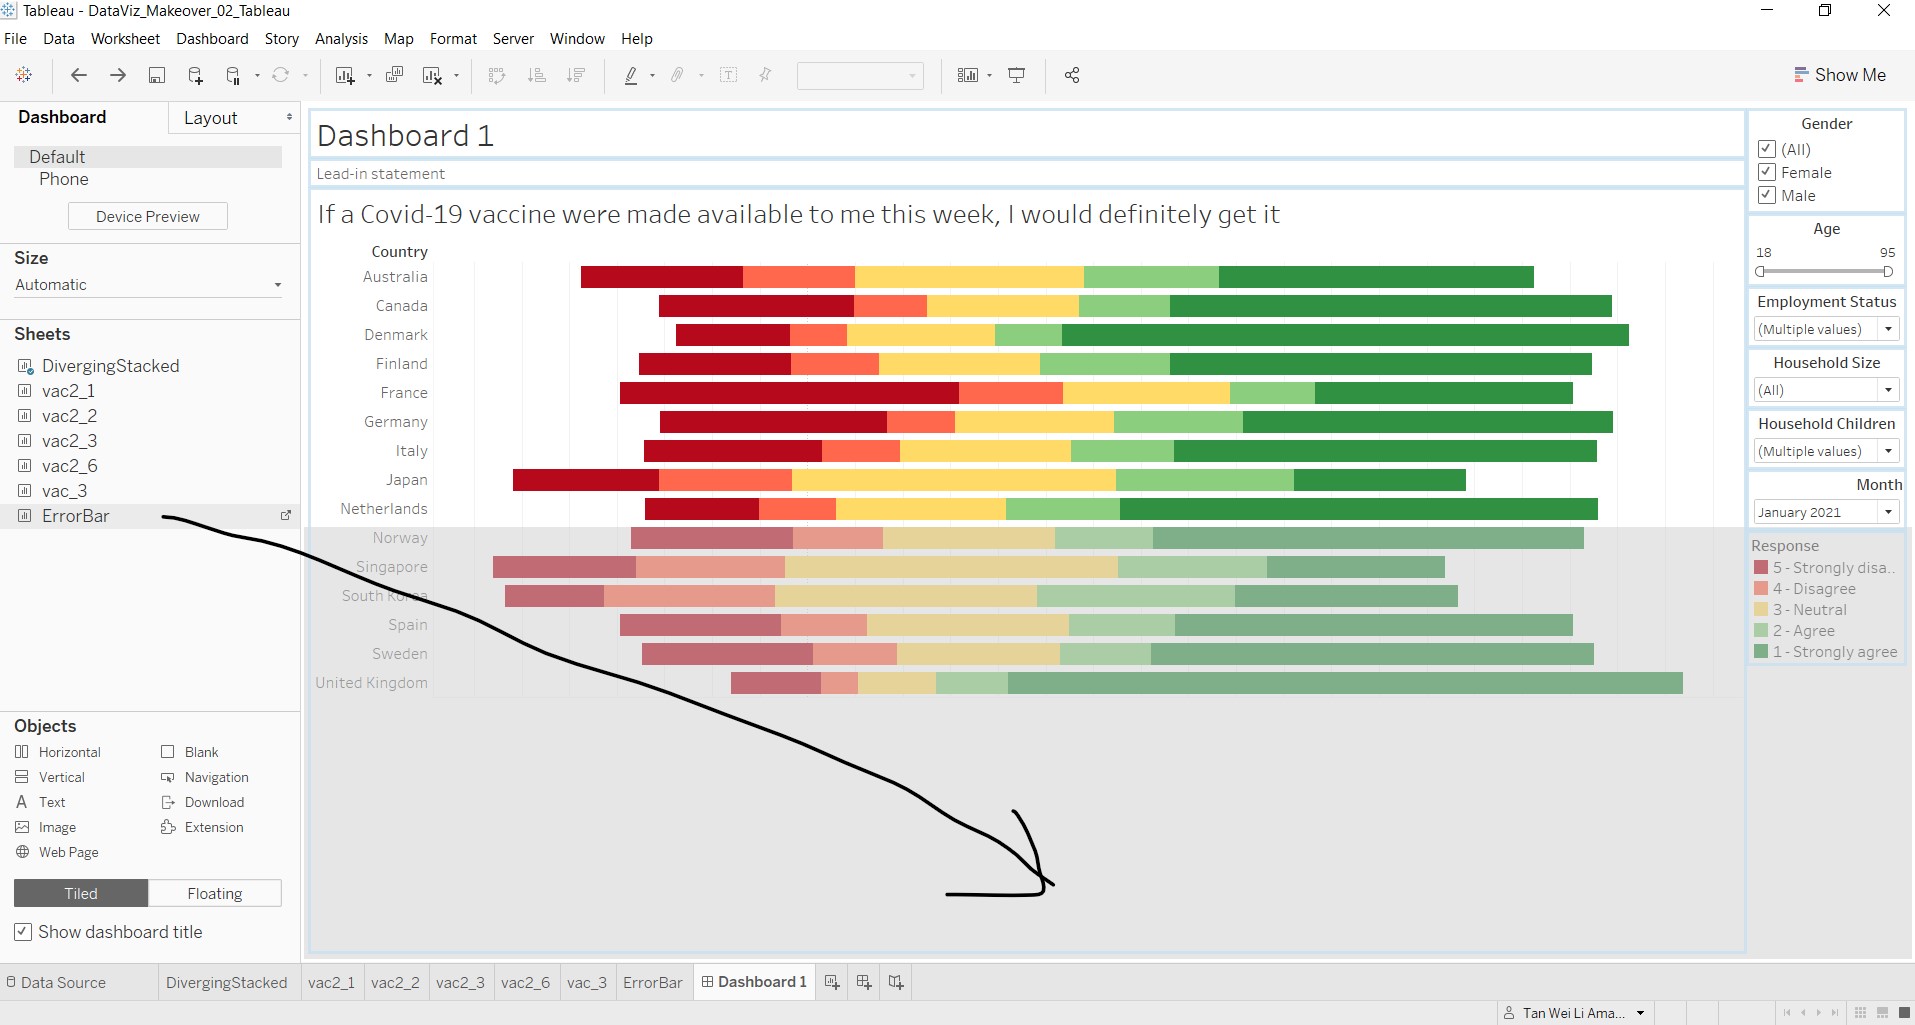 Tableau - DataViz_Makeover_02_Tableau
File Data Worksheet Dashboard Story Analysis Map Format Server Window Help
Show Me
Dashboard
Layout
Default
Phone
Device Preview
Size
Automatic
Sheets
DivergingStacked
vac2_1
vac2_2
vac2_3
vac2_6
vac_3
ErrorBar
Objects
Horizontal Blank
Vertical Navigation
Text Download
Image Extension
Web Page
Tiled Floating
Show dashboard title
Dashboard 1
Lead-in statement
If a Covid-19 vaccine were made available to me this week, I would definitely get it
Country
Australia
Canada
Denmark
Finland
France
Germany
Italy
Japan
Netherlands
Norway
Singapore
South Korea
Spain
Sweden
United Kingdom
Gender
(All)
Female
Male
Age
18 95
Employment Status
(Multiple values)
Household Size
(All)
Household Children
(Multiple values)
Month
January 2021
Response
5 - Strongly disa..
4 - Disagree
3 - Neutral
2 - Agree
1 - Strongly agree
Data Source DivergingStacked vac2_1 vac2_2 vac2_3 vac2_6 vac_3 ErrorBar Dashboard 1
Tan Wei Li Ama...